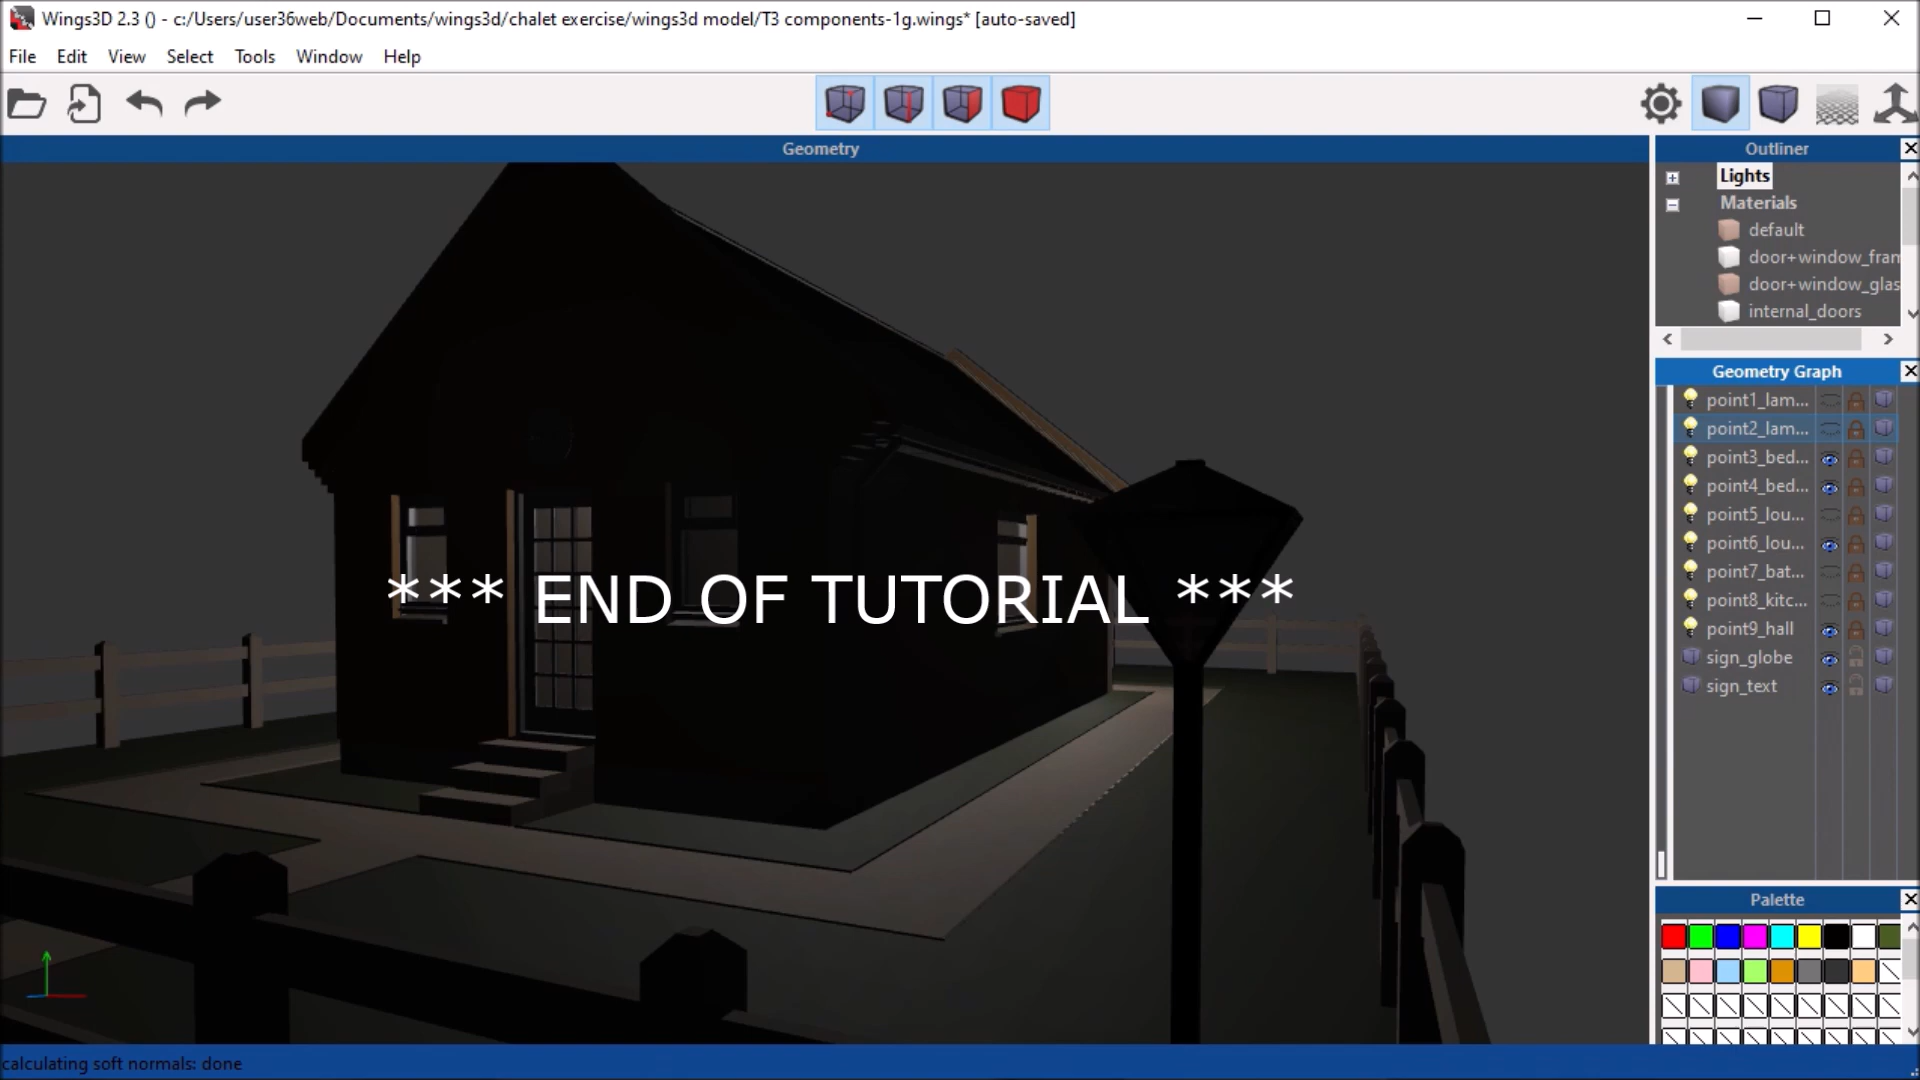 Wings3D 2.3 () - c:/Users/user36web/Documents/wings3d/chalet exercise/wings3d model/T3 components-1g.wings* [auto-saved]
File Edit View Select Tools Window Help
Geometry
Outliner
Lights
Materials
default
door+window_fran
door+window_glas
internal_doors
Geometry Graph
point1_lam...
point2_lam...
point3_bed...
point4_bed...
point5_lou...
point6_lou...
point7_bat...
point8_kitc...
point9_hall
sign_globe
sign_text
*** END OF TUTORIAL ***
Palette
calculating soft normals: done